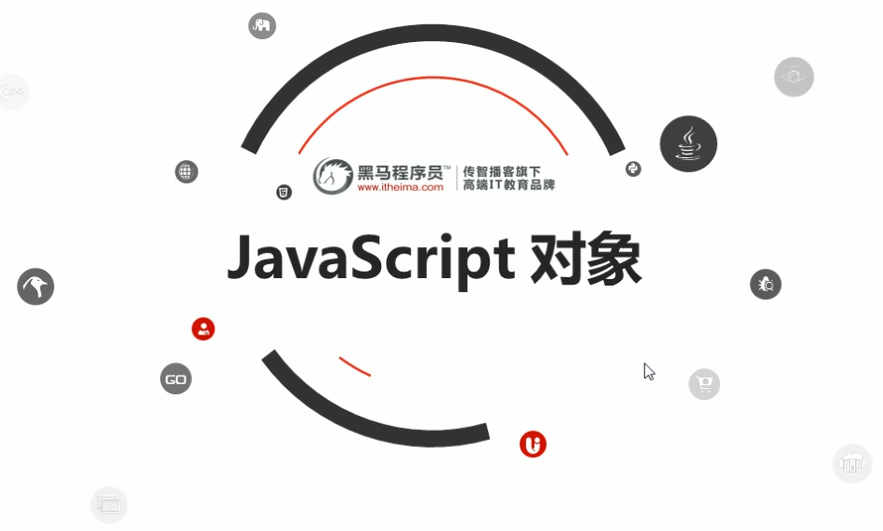 C++
黑马程序员™
www.itheima.com
传智播客旗下
高端IT教育品牌
JavaScript 对象
GO